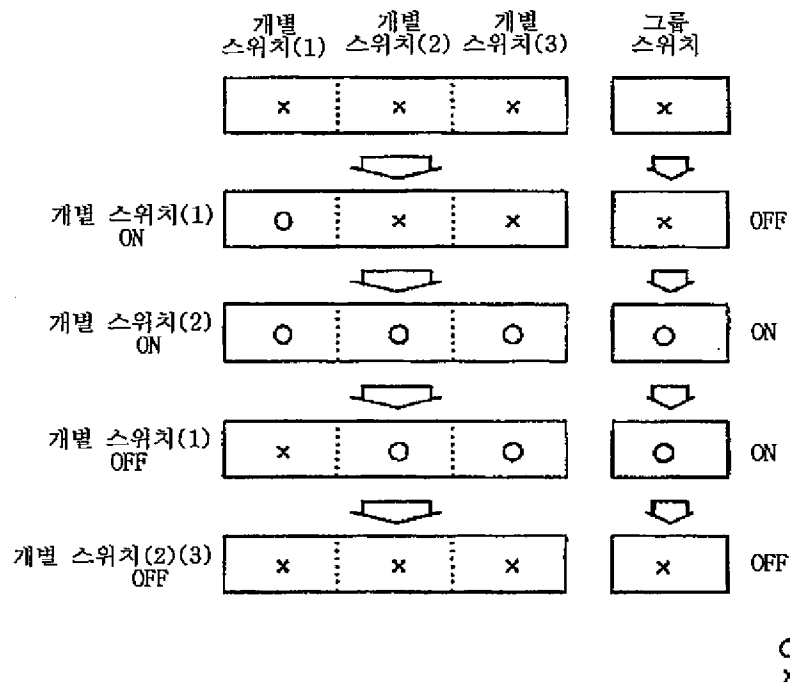 개별 개별 개별 그룹
스위치(1) 스위치(2) 스위치(3) 스위치
x x x x
개별 스위치(1) O x x x OFF
ON
개별 스위치(2) O O O O ON
ON
개별 스위치(1) x O O O ON
OFF
개별 스위치(2)(3) x x x x OFF
OFF
O
x